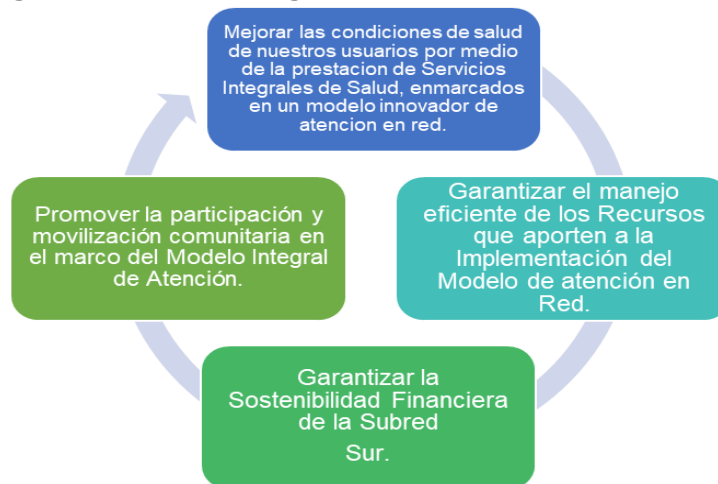 Mejorar las condiciones de salud
de nuestros usuarios por medio
de la prestacion de Servicios
Integrales de Salud, enmarcados
en un modelo innovador de
atencion en red.
Garantizar el manejo
eficiente de los Recursos
que aporten a la
Implementación del
Modelo de atención en
Red.
Garantizar la
Sostenibilidad Financiera
de la Subred
Sur.
Promover la participación y
movilización comunitaria en
el marco del Modelo Integral
de Atención.